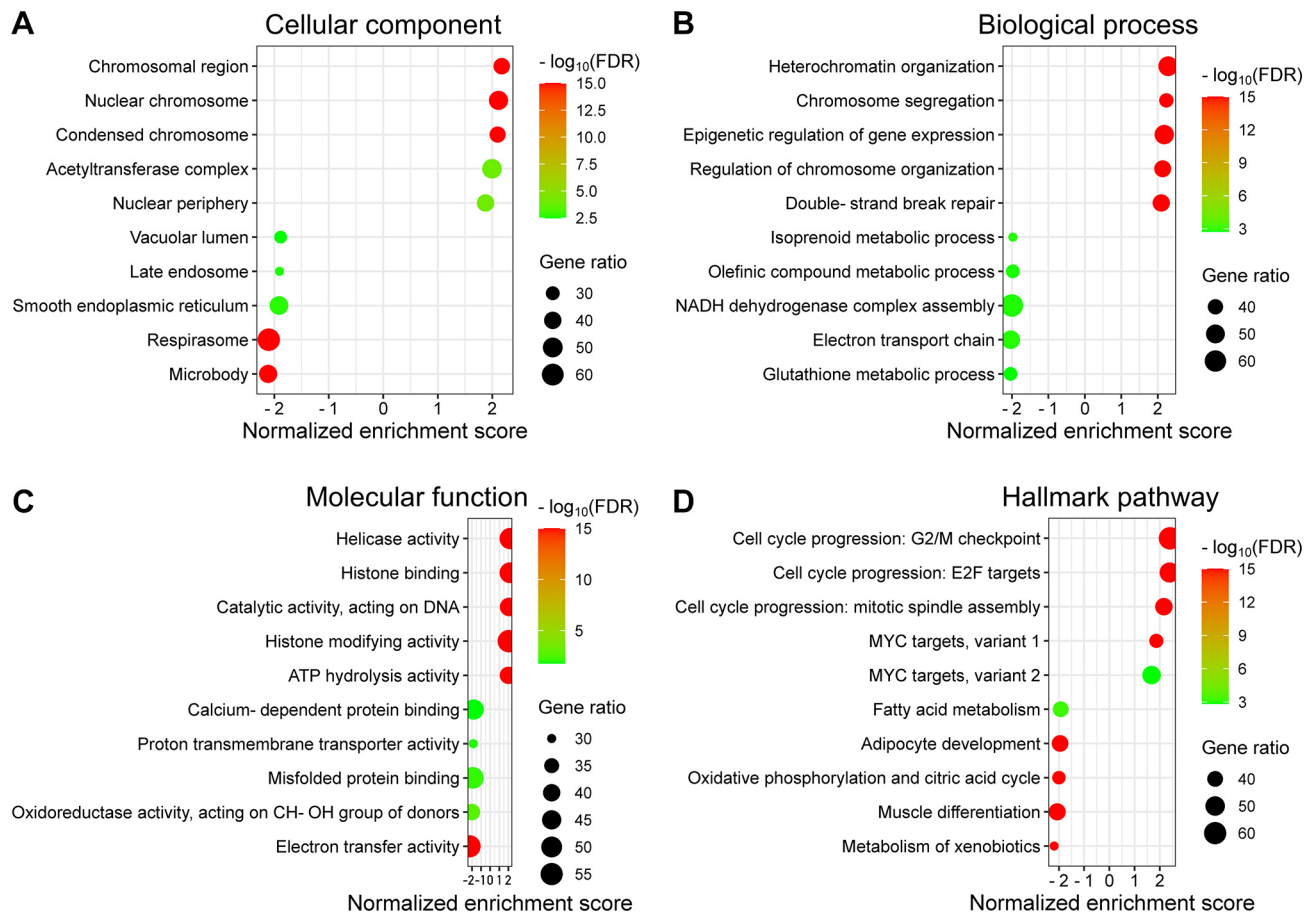 A
Cellular component
Chromosomal region
Nuclear chromosome
Condensed chromosome
Acetyltransferase complex
Nuclear periphery
Vacuolar lumen
Late endosome
Smooth endoplasmic reticulum
Respirasome
Microbody
- 2 - 1 0 1 2
Normalized enrichment score
- log10(FDR)
15.0
12.5
10.0
7.5
5.0
2.5
Gene ratio
30
40
50
60
B
Biological process
Heterochromatin organization
Chromosome segregation
Epigenetic regulation of gene expression
Regulation of chromosome organization
Double- strand break repair
Isoprenoid metabolic process
Olefinic compound metabolic process
NADH dehydrogenase complex assembly
Electron transport chain
Glutathione metabolic process
- 2 - 1 0 1 2
Normalized enrichment score
- log10(FDR)
15
12
9
6
3
Gene ratio
40
50
60
C
Molecular function
Helicase activity
Histone binding
Catalytic activity, acting on DNA
Histone modifying activity
ATP hydrolysis activity
Calcium- dependent protein binding
Proton transmembrane transporter activity
Misfolded protein binding
Oxidoreductase activity, acting on CH- OH group of donors
Electron transfer activity
-2 -1 0 1 2
Normalized enrichment score
- log10(FDR)
15
10
5
Gene ratio
30
35
40
45
50
55
D
Hallmark pathway
Cell cycle progression: G2/M checkpoint
Cell cycle progression: E2F targets
Cell cycle progression: mitotic spindle assembly
MYC targets, variant 1
MYC targets, variant 2
Fatty acid metabolism
Adipocyte development
Oxidative phosphorylation and citric acid cycle
Muscle differentiation
Metabolism of xenobiotics
- 2 - 1 0 1 2
Normalized enrichment score
- log10(FDR)
15
12
9
6
3
Gene ratio
40
50
60